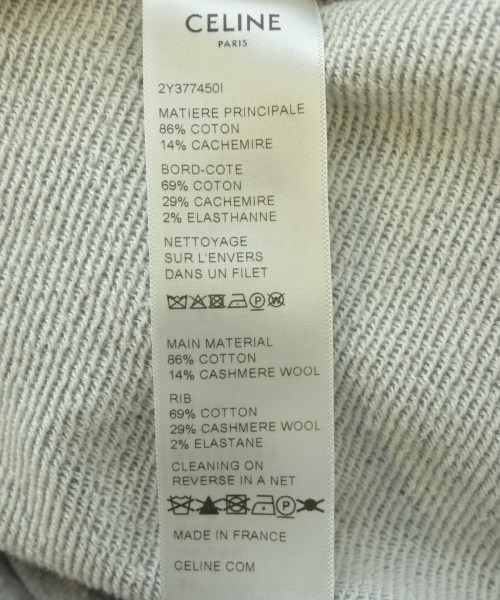 CELINE
PARIS
2Y377450I
MATIERE PRINCIPALE
86% COTON
14% CACHEMIRE
BORD-COTE
69% COTON
29% CACHEMIRE
2% ELASTHANNE
NETTOYAGE
SUR L'ENVERS
DANS UN FILET
P W
MAIN MATERIAL
86% COTTON
14% CASHMERE WOOL
RIB
69% COTTON
29% CASHMERE WOOL
2% ELASTANE
CLEANING ON
REVERSE IN A NET
P
MADE IN FRANCE
CELINE.COM